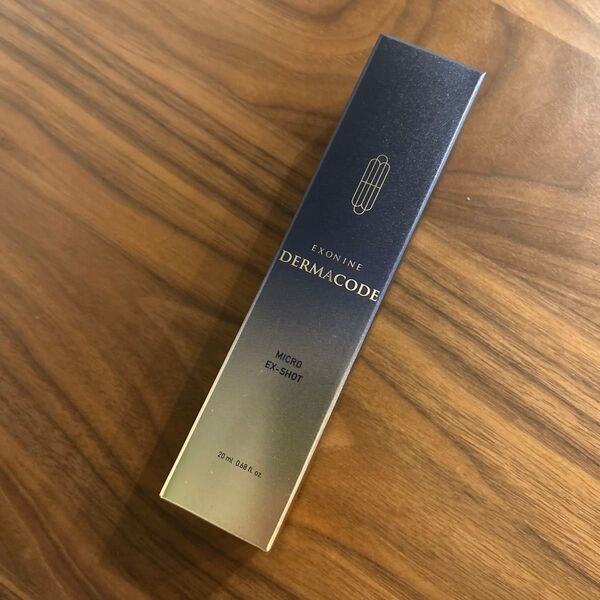 EXONINE
DERMACODE
MICRO
EX-SHOT
20 ml 0.68 fl. oz.